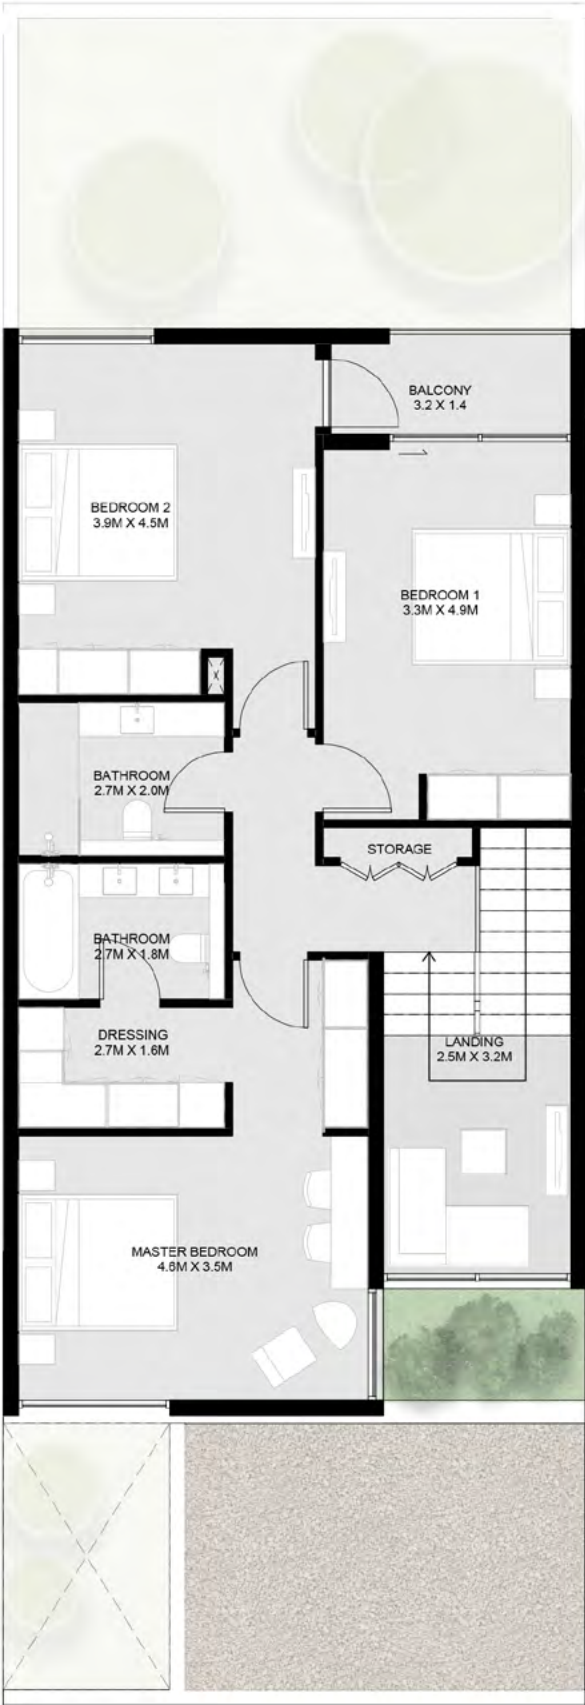 BALCONY
3.2 X 1.4
BEDROOM 2
3.9M X 4.5M
BEDROOM 1
3.3M X 4.9M
BATHROOM
2.7M X 2.0M
STORAGE
BATHROOM
2.7M X 1.8M
DRESSING
2.7M X 1.6M
LANDING
2.5M X 3.2M
MASTER BEDROOM
4.6M X 3.5M